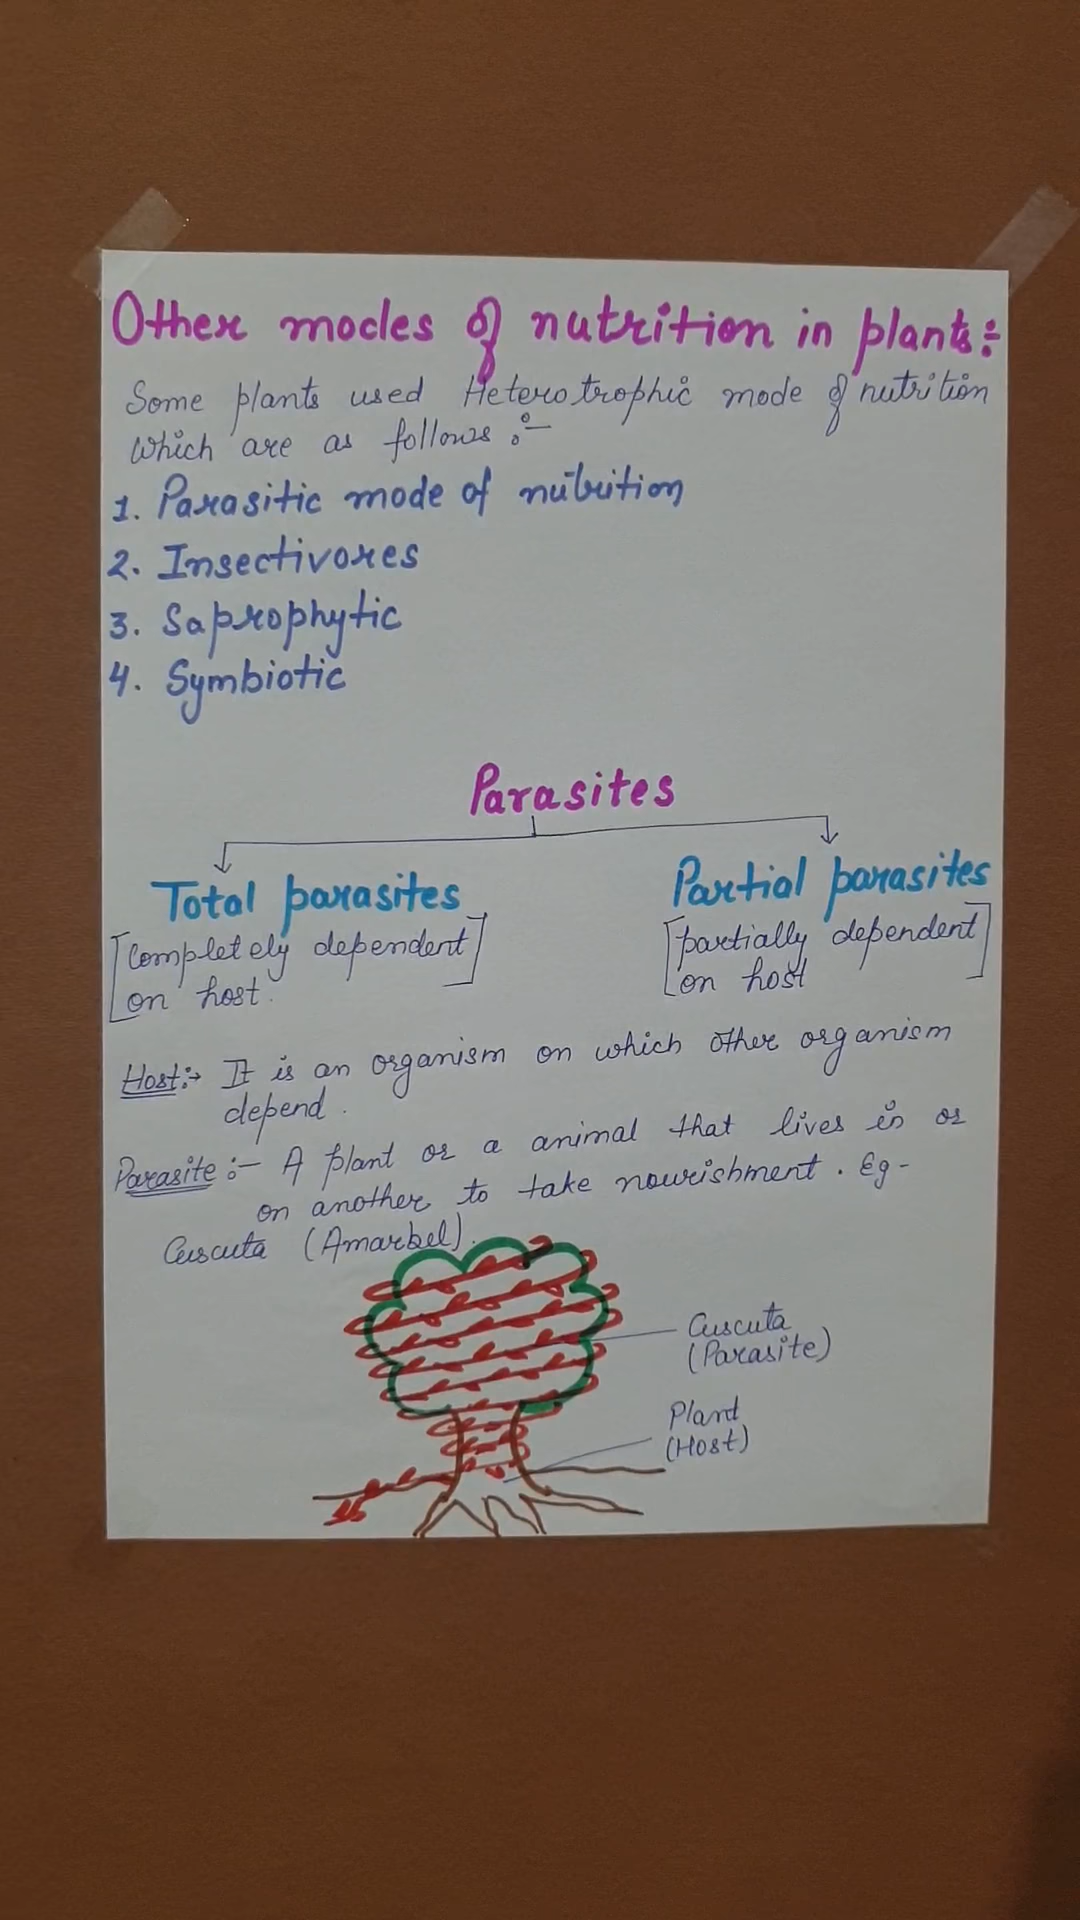 Other modes of nutrition in plants:-
Some plants used Heterotrophic mode of nutrition
which are as follows :-
1. Parasitic mode of nutrition
2. Insectivores
3. Saprophytic
4. Symbiotic
Parasites
Total parasites
Partial parasites
[completely dependent]
on host.
[partially dependent]
on host
Host:→ It is an organism on which other organism
depend.
Parasite :- A plant or a animal that lives in or
on another to take nourishment. Eg-
Cuscuta (Amarbel).
Cuscuta
(Parasite)
Plant
(Host)